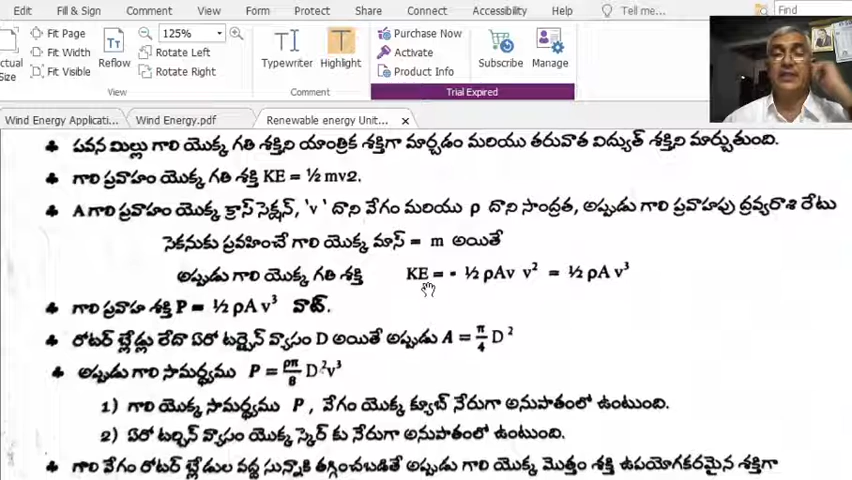 Edit Fill & Sign Comment View Form Protect Share Connect Accessibility Help Tell me... Find
Fit Page 125% Purchase Now
Actual Size Fit Width Reflow Rotate Left Typewriter Highlight Activate Subscribe Manage
Fit Visible Rotate Right Product Info
View Comment Trial Expired
Wind Energy Applicati... Wind Energy.pdf Renewable energy Unit...
పవన మిల్లు గాలి యొక్క గతి శక్తిని యాంత్రిక శక్తిగా మార్చడం మరియు తరువాత విద్యుత్ శక్తిని మార్చుతుంది.
గాలి ప్రవాహం యొక్క గతి శక్తి KE = ½ mv2.
A గాలి ప్రవాహం యొక్క క్రాస్ సెక్షన్, 'v' దాని వేగం మరియు ρ దాని సాంద్రత, అప్పుడు గాలి ప్రవాహపు ద్రవ్యరాశి రేటు
సెకనుకు ప్రవహించే గాలి యొక్క మాస్ = m అయితే
అప్పుడు గాలి యొక్క గతి శక్తి KE = - ½ ρAv v² = ½ ρA v³
గాలి ప్రవాహ శక్తి P = ½ ρA v³ వాట్.
రోటర్ బ్లేడ్లు లేదా ఏరో టర్బైన్ వ్యాసం D అయితే అప్పుడు A = π/4 D²
అప్పుడు గాలి సామర్థ్యము P = ρπ/8 D²v³
1) గాలి యొక్క సామర్థ్యము P , వేగం యొక్క క్యూబ్ నేరుగా అనుపాతంలో ఉంటుంది.
2) ఏరో టర్బిన్ వ్యాసం యొక్క స్క్వేర్ కు నేరుగా అనుపాతంలో ఉంటుంది.
గాలి వేగం రోటర్ బ్లేడుల వద్ద సున్నాకి తగ్గించబడితే అప్పుడు గాలి యొక్క మొత్తం శక్తి ఉపయోగకరమైన శక్తిగా